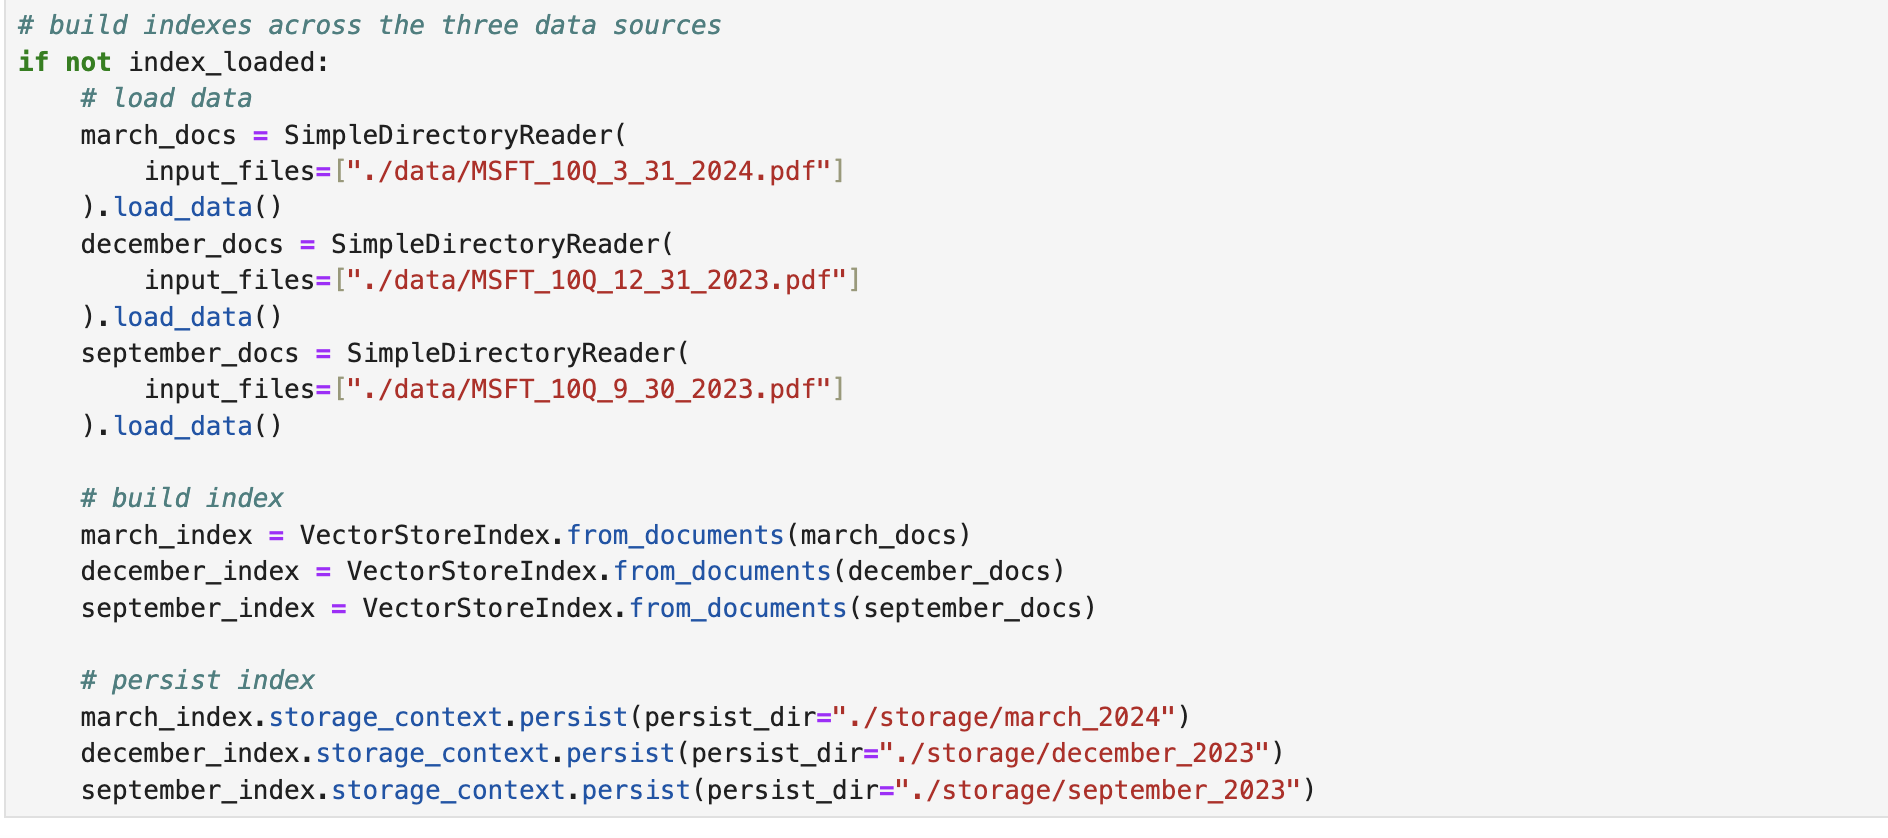 # build indexes across the three data sources
if not index_loaded:
    # load data
    march_docs = SimpleDirectoryReader(
        input_files=["./data/MSFT_10Q_3_31_2024.pdf"]
    ).load_data()
    december_docs = SimpleDirectoryReader(
        input_files=["./data/MSFT_10Q_12_31_2023.pdf"]
    ).load_data()
    september_docs = SimpleDirectoryReader(
        input_files=["./data/MSFT_10Q_9_30_2023.pdf"]
    ).load_data()

    # build index
    march_index = VectorStoreIndex.from_documents(march_docs)
    december_index = VectorStoreIndex.from_documents(december_docs)
    september_index = VectorStoreIndex.from_documents(september_docs)

    # persist index
    march_index.storage_context.persist(persist_dir="./storage/march_2024")
    december_index.storage_context.persist(persist_dir="./storage/december_2023")
    september_index.storage_context.persist(persist_dir="./storage/september_2023")